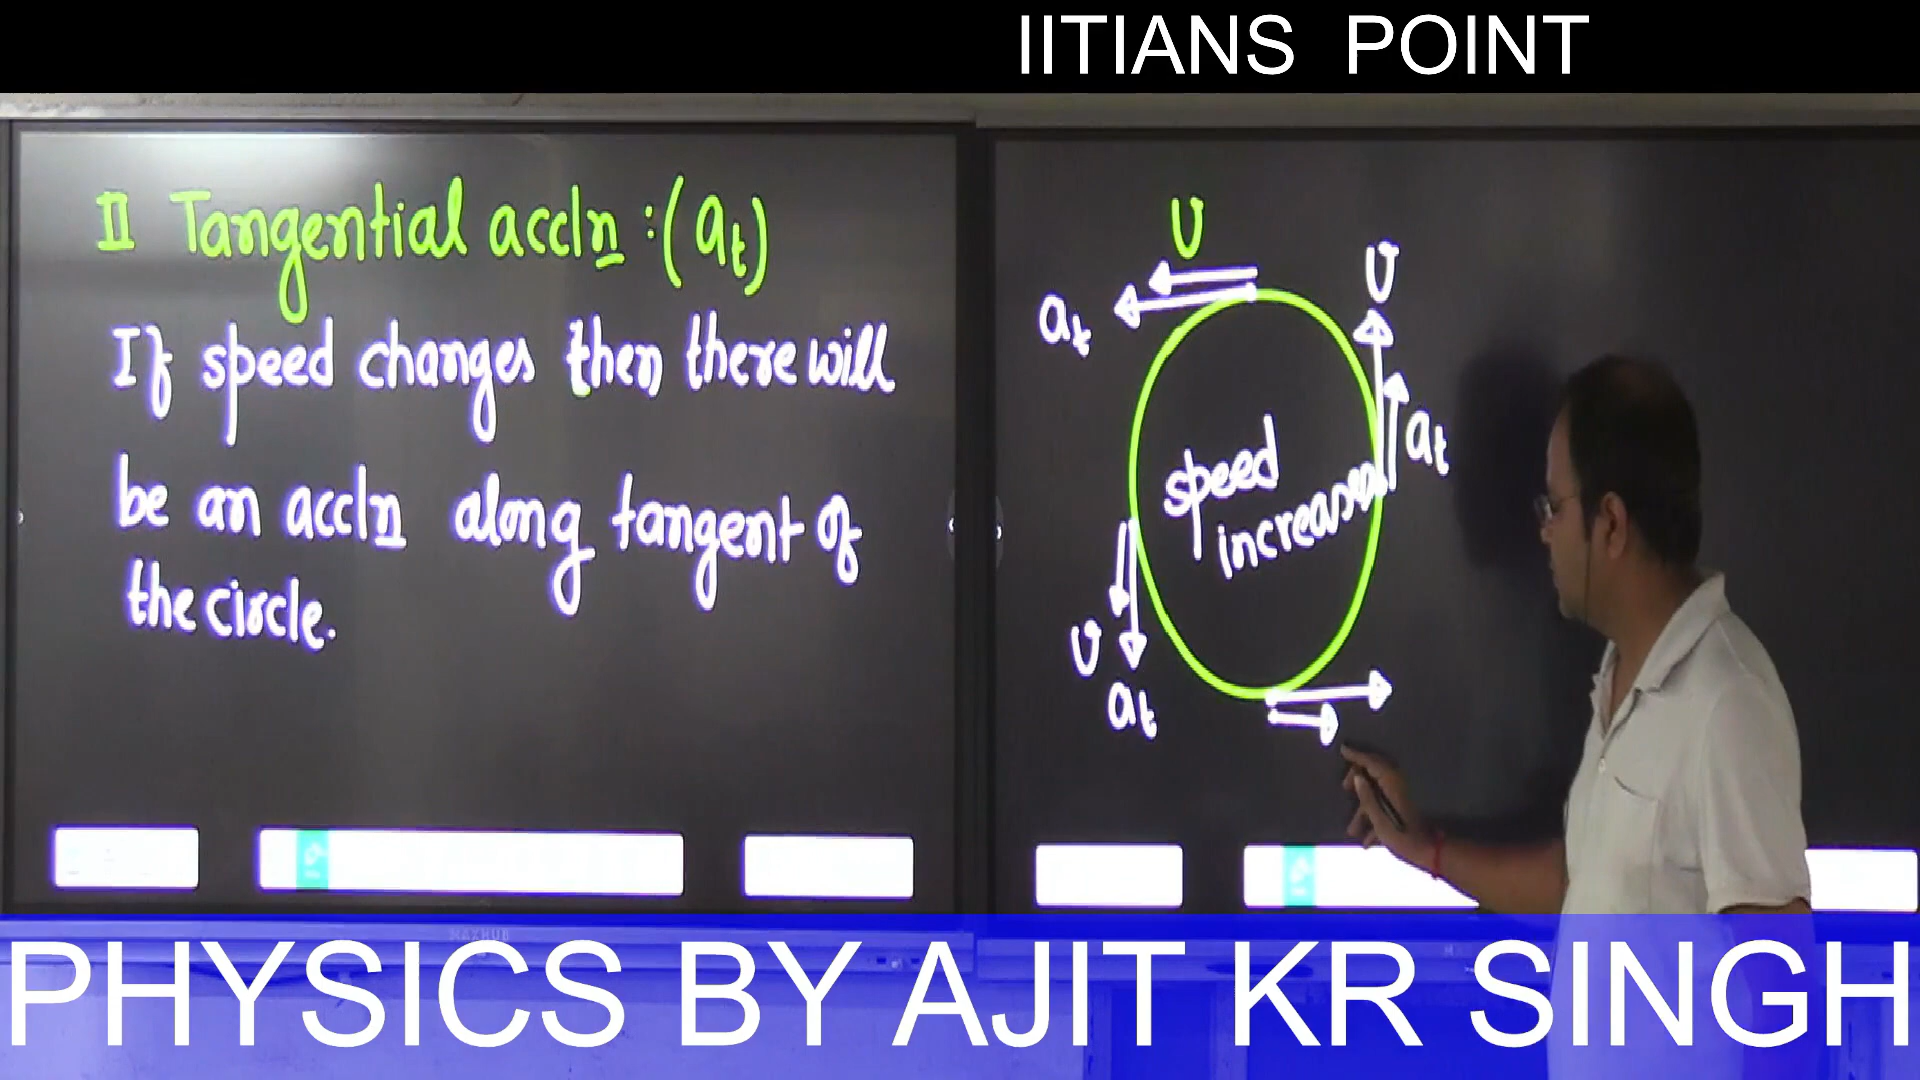 IITIANS POINT
II Tangential accln :(at)
If speed changes then there will
be an accln along tangent of
the circle.
υ
at
υ
at
speed
increases
υ
at
PHYSICS BY AJIT KR SINGH